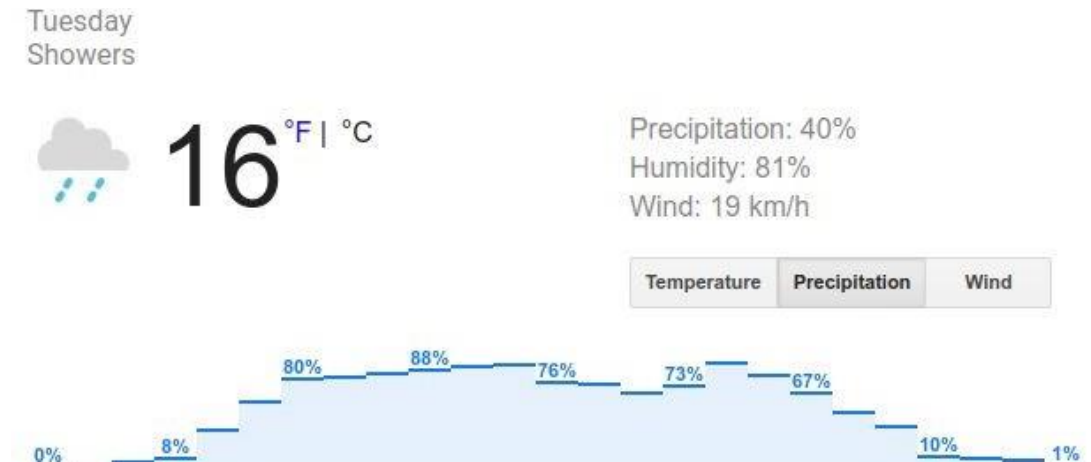 Tuesday
Showers
16 °F | °C
Precipitation: 40%
Humidity: 81%
Wind: 19 km/h
Temperature Precipitation Wind
0% 8% 80% 88% 76% 73% 67% 10% 1%